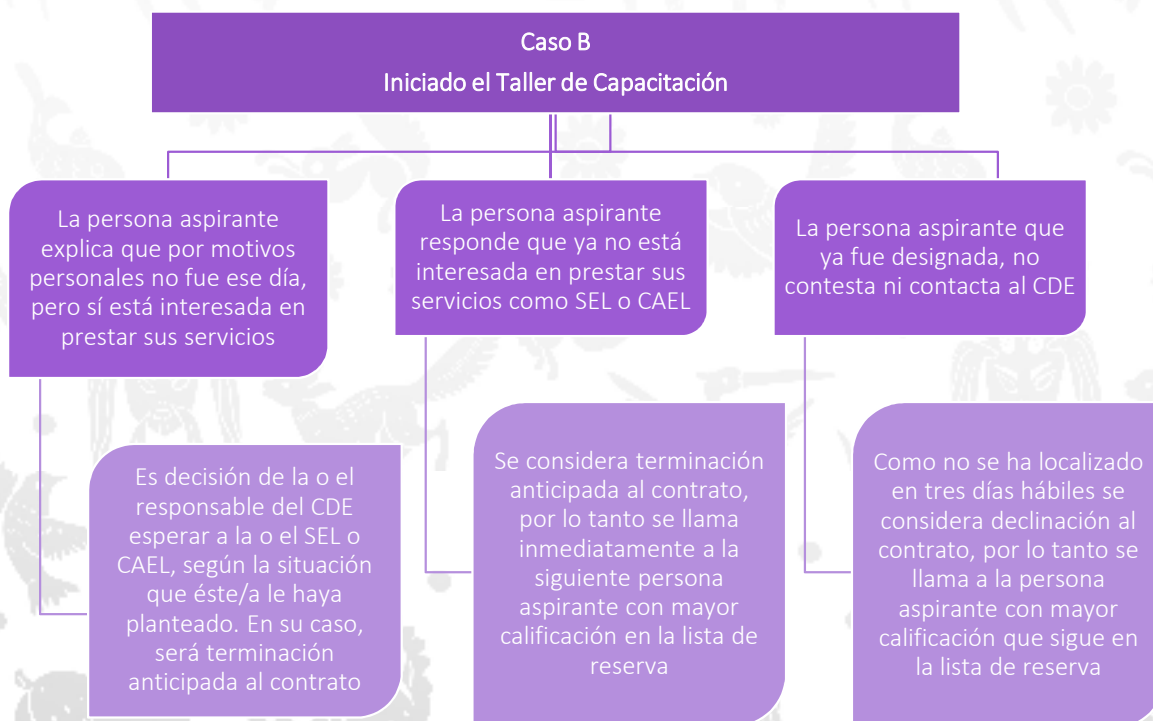 Caso B
Iniciado el Taller de Capacitación
La persona aspirante
explica que por motivos
personales no fue ese día,
pero sí está interesada en
prestar sus servicios
La persona aspirante
responde que ya no está
interesada en prestar sus
servicios como SEL o CAEL
La persona aspirante que
ya fue designada, no
contesta ni contacta al CDE
Es decisión de la o el
responsable del CDE
esperar a la o el SEL o
CAEL, según la situación
que éste/a le haya
planteado. En su caso,
será terminación
anticipada al contrato
Se considera terminación
anticipada al contrato,
por lo tanto se llama
inmediatamente a la
siguiente persona
aspirante con mayor
calificación en la lista de
reserva
Como no se ha localizado
en tres días hábiles se
considera declinación al
contrato, por lo tanto se
llama a la persona
aspirante con mayor
calificación que sigue en
la lista de reserva